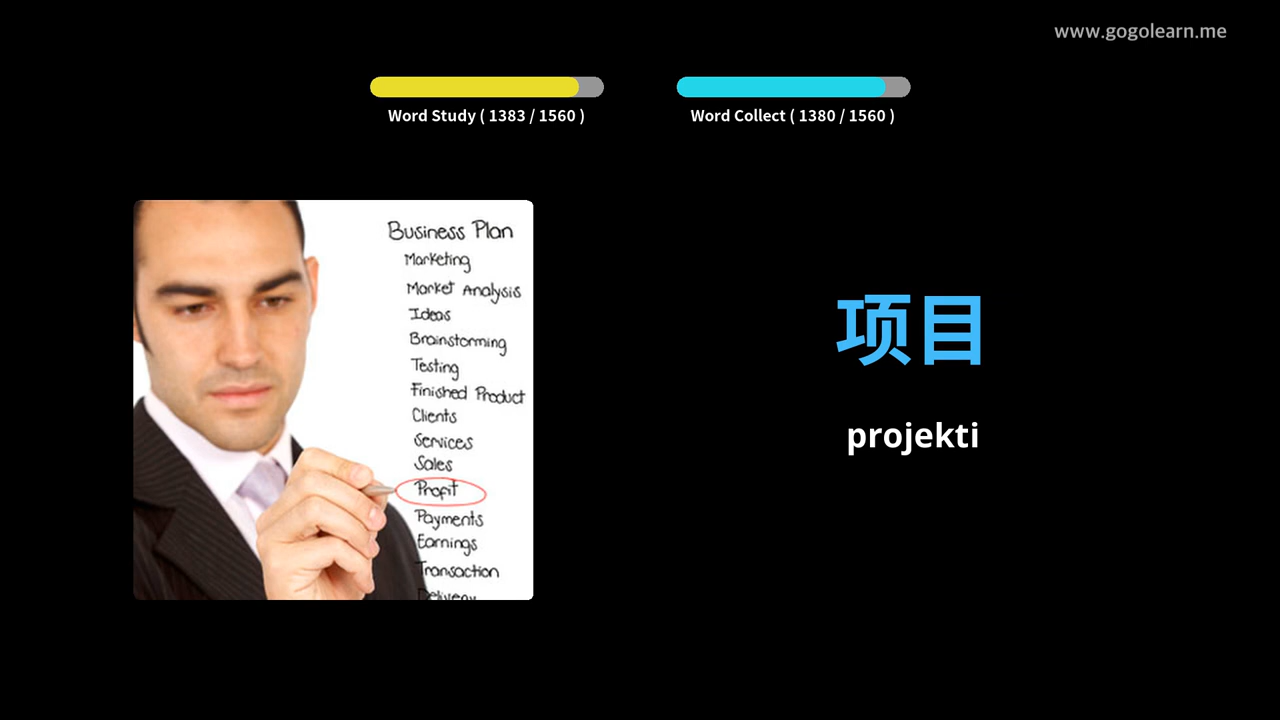 www.gogolearn.me
Word Study ( 1383 / 1560 )
Word Collect ( 1380 / 1560 )
Business Plan
Marketing
Market Analysis
Ideas
Brainstorming
Testing
Finished Product
Clients
Services
Sales
Profit
Payments
Earnings
Transaction
Delivery
项目
projekti